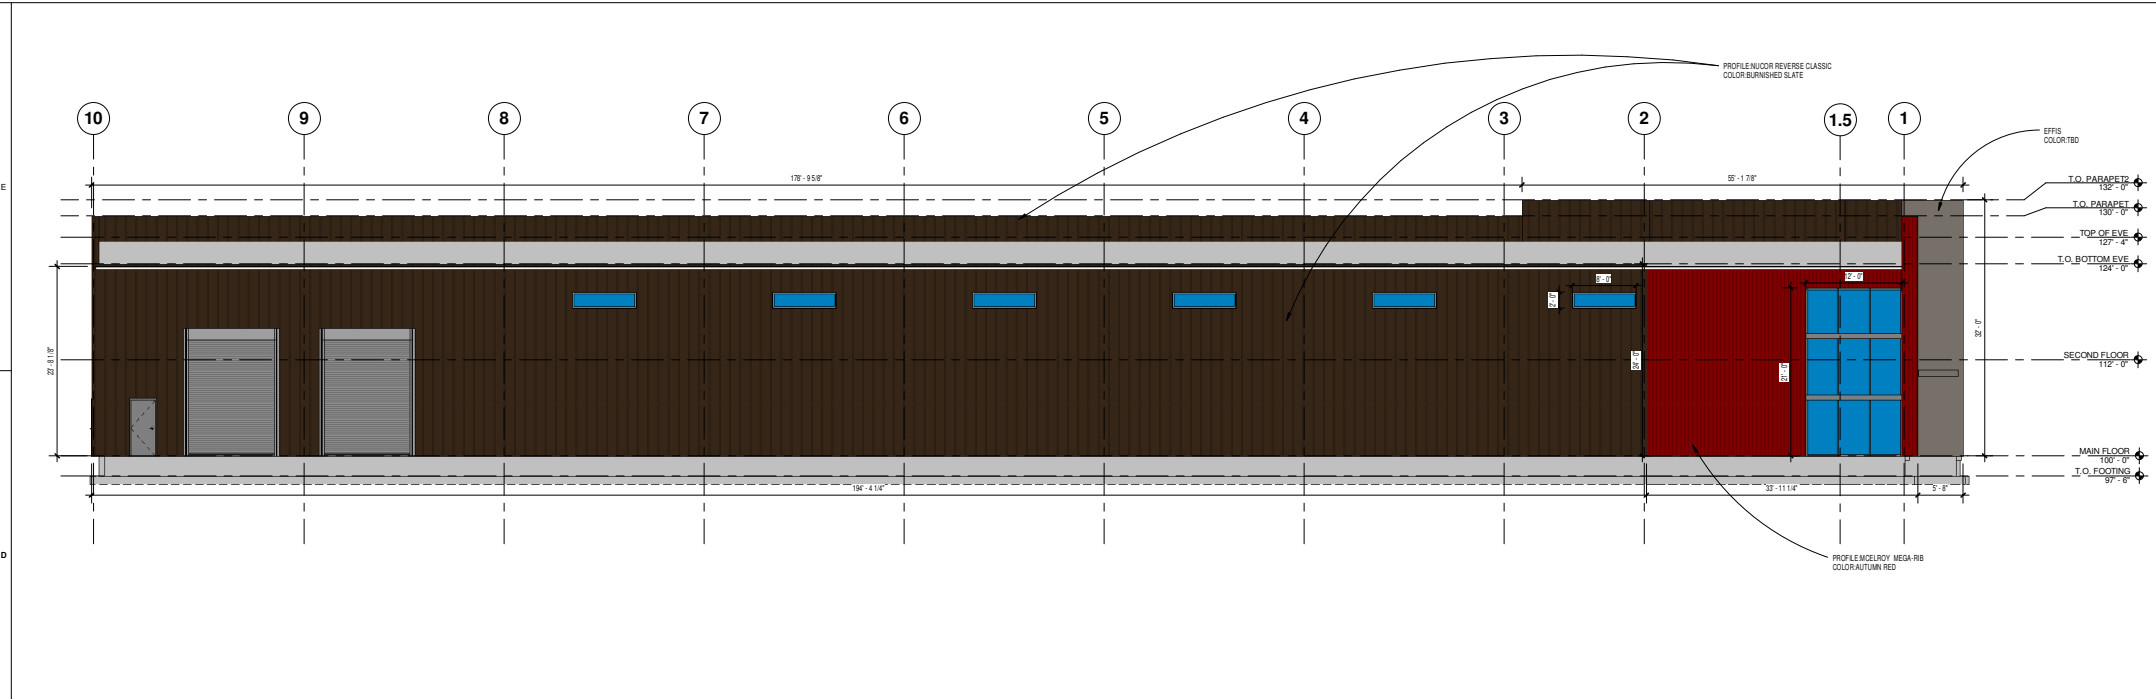 PROFILE:NUCOR REVERSE CLASSIC
COLOR:BURNISHED SLATE
10
9
8
7
6
5
4
3
2
1.5
1
EFFIS
COLOR:TBD
E
178' - 9 5/8"
55' - 1 7/8"
T.O. PARAPET2
132' - 0"
T.O. PARAPET
130' - 0"
TOP OF EVE
127' - 4"
T.O. BOTTOM EVE
124' - 0"
8' - 0"
12' - 0"
2' - 0"
32' - 0"
23' - 8 1/8"
24' - 0"
21' - 0"
SECOND FLOOR
112' - 0"
MAIN FLOOR
100' - 0"
T.O. FOOTING
97' - 6"
194' - 4 1/4"
33' - 11 1/4"
5' - 8"
D
PROFILE:MCELROY MEGA-RIB
COLOR:AUTUMN RED